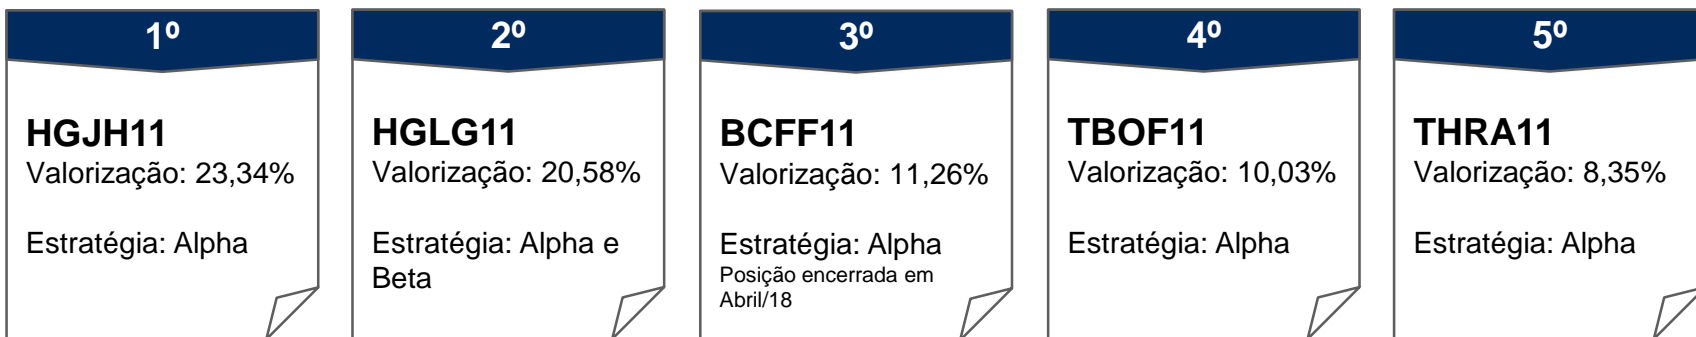 1º
HGJH11
Valorização: 23,34%
Estratégia: Alpha
2º
HGLG11
Valorização: 20,58%
Estratégia: Alpha e
Beta
3º
BCFF11
Valorização: 11,26%
Estratégia: Alpha
Posição encerrada em
Abril/18
4º
TBOF11
Valorização: 10,03%
Estratégia: Alpha
5º
THRA11
Valorização: 8,35%
Estratégia: Alpha